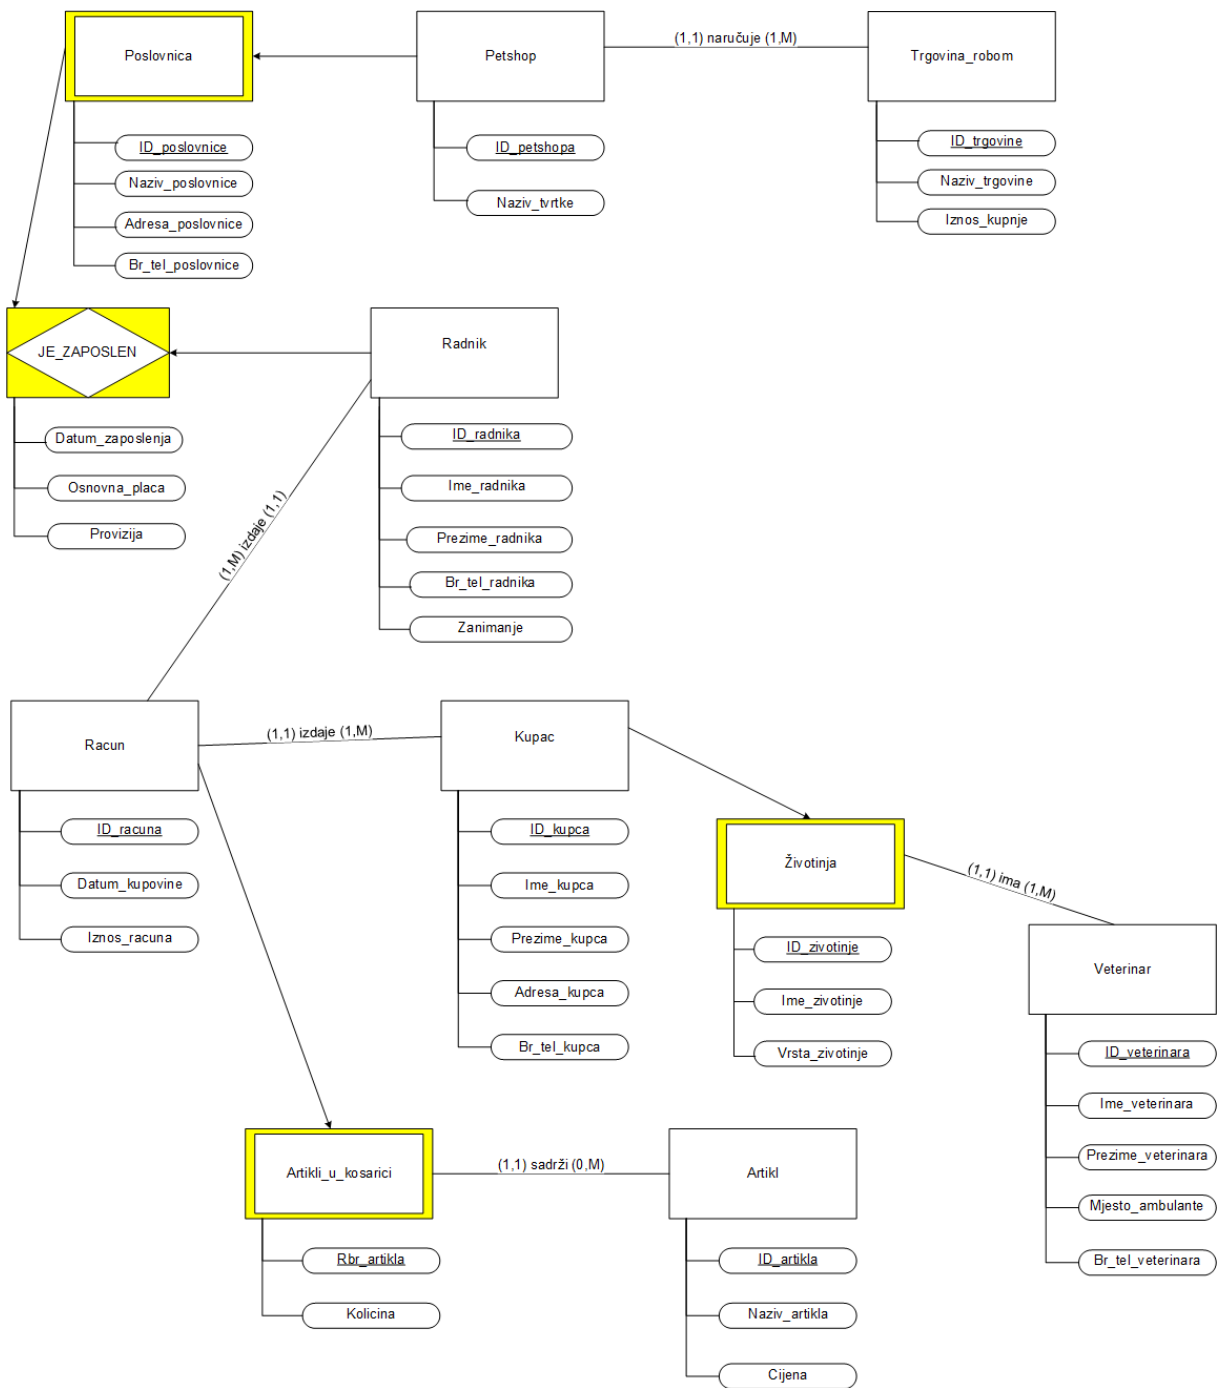 Poslovnica
Petshop
(1,1) naručuje (1,M)
Trgovina_robom
ID_poslovnice
Naziv_poslovnice
Adresa_poslovnice
Br_tel_poslovnice
ID_petshopa
Naziv_tvrtke
ID_trgovine
Naziv_trgovine
Iznos_kupnje
JE_ZAPOSLEN
Datum_zaposlenja
Osnovna_placa
Provizija
Radnik
ID_radnika
Ime_radnika
Prezime_radnika
Br_tel_radnika
Zanimanje
(1,M) izdaje (1,1)
Racun
(1,1) izdaje (1,M)
Kupac
ID_racuna
Datum_kupovine
Iznos_racuna
ID_kupca
Ime_kupca
Prezime_kupca
Adresa_kupca
Br_tel_kupca
Životinja
(1,1) ima (1,M)
ID_zivotinje
Ime_zivotinje
Vrsta_zivotinje
Veterinar
ID_veterinara
Ime_veterinara
Prezime_veterinara
Mjesto_ambulante
Br_tel_veterinara
Artikli_u_kosarici
(1,1) sadrži (0,M)
Artikl
Rbr_artikla
Kolicina
ID_artikla
Naziv_artikla
Cijena